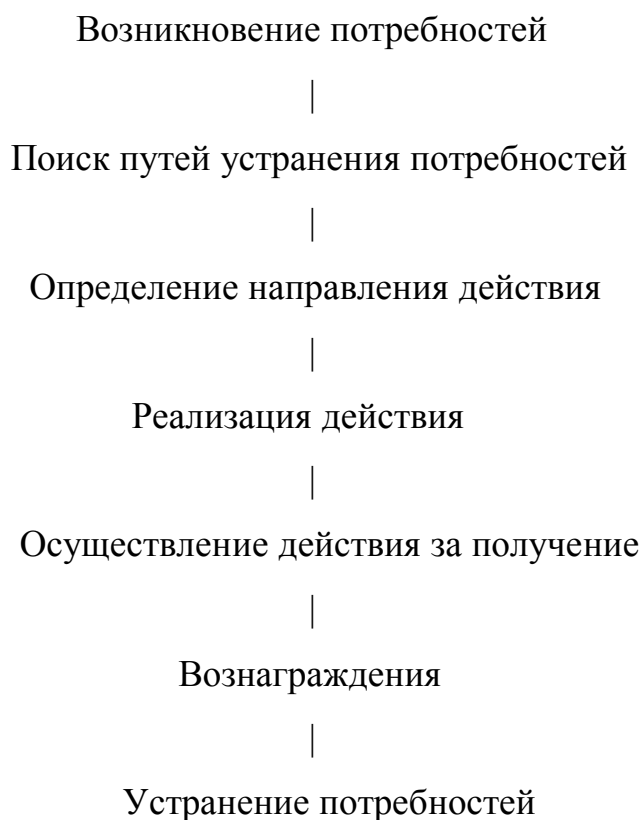 Возникновение потребностей
|
Поиск путей устранения потребностей
|
Определение направления действия
|
Реализация действия
|
Осуществление действия за получение
|
Вознаграждения
|
Устранение потребностей